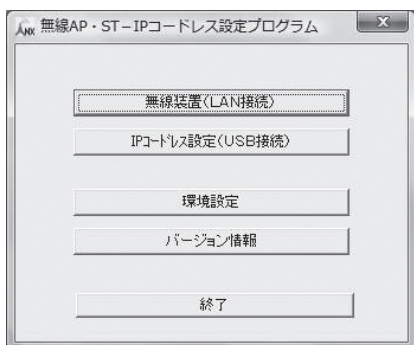 ANX 無線AP・ST－IPコードレス設定プログラム
無線装置(LAN接続)
IPｺｰﾄﾞﾚｽ設定(USB接続)
環境設定
バージョン情報
終了